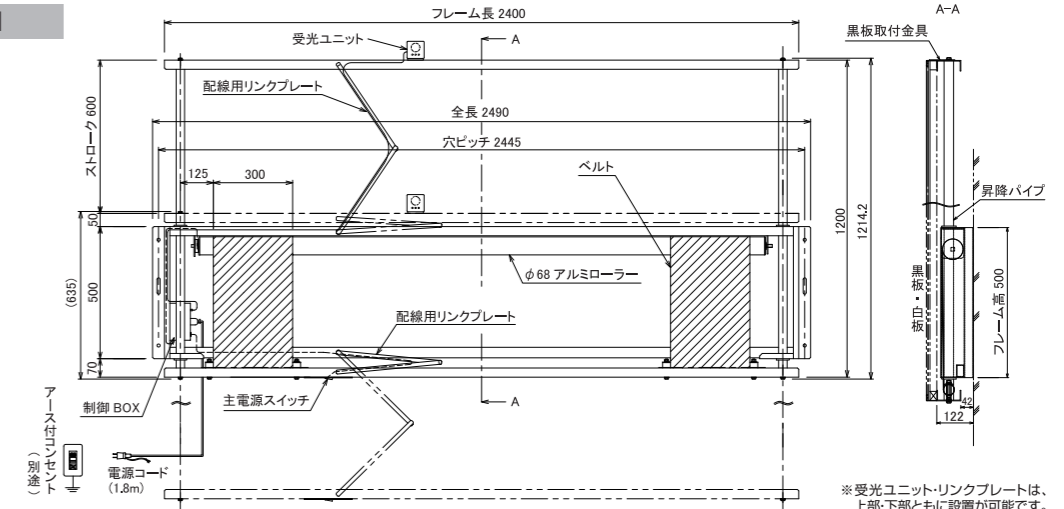 フレーム長 2400
A-A
受光ユニット
A
黒板取付金具
配線用リンクプレート
全長 2490
穴ピッチ 2445
ストローク 600
125
300
ベルト
昇降パイプ
50
1200
1214.2
φ68 アルミローラー
(635)
500
黒板・白板
フレーム高 500
配線用リンクプレート
70
主電源スイッチ
A
制御 BOX
42
122
アース付コンセント
(別途)
電源コード
(1.8m)
※受光ユニット・リンクプレートは、
上部・下部ともに設置が可能です。